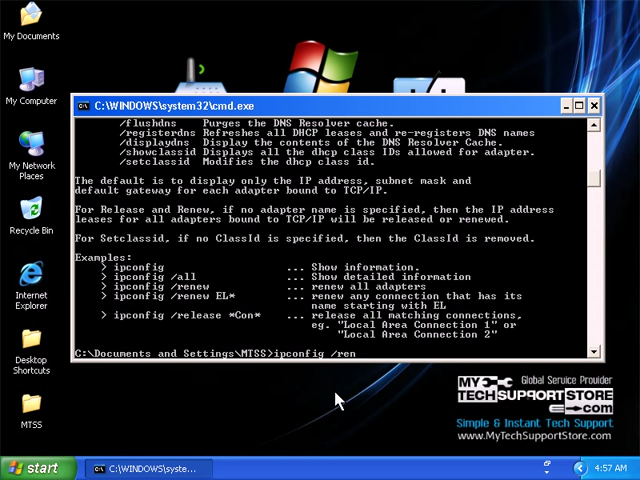 My Documents
My Computer
My Network
Places
Recycle Bin
Internet
Explorer
Desktop
Shortcuts
MTSS
C:\WINDOWS\system32\cmd.exe
/flushdns Purges the DNS Resolver cache.
/registerdns Refreshes all DHCP leases and re-registers DNS names
/displaydns Display the contents of the DNS Resolver Cache.
/showclassid Displays all the dhcp class IDs allowed for adapter.
/setclassid Modifies the dhcp class id.
The default is to display only the IP address, subnet mask and
default gateway for each adapter bound to TCP/IP.
For Release and Renew, if no adapter name is specified, then the IP address
leases for all adapters bound to TCP/IP will be released or renewed.
For Setclassid, if no ClassId is specified, then the ClassId is removed.
Examples:
> ipconfig ... Show information.
> ipconfig /all ... Show detailed information
> ipconfig /renew ... renew all adapters
> ipconfig /renew EL* ... renew any connection that has its
name starting with EL
> ipconfig /release *Con* ... release all matching connections,
eg. "Local Area Connection 1" or
"Local Area Connection 2"
C:\Documents and Settings\MTSS>ipconfig /ren
MY Global Service Provider
TECHSUPPORTSTORE
.com
Simple & Instant Tech Support
www.MyTechSupportStore.com
start
C:\WINDOWS\syste...
4:57 AM